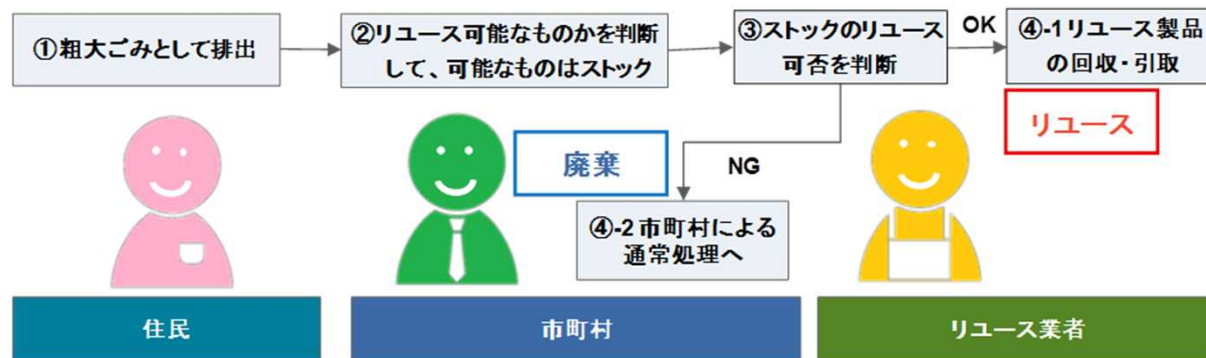 ①粗大ごみとして排出
②リユース可能なものかを判断
して、可能なものはストック
③ストックのリユース
可否を判断
OK
④-1リユース製品
の回収・引取
リユース
廃棄
NG
④-2市町村による
通常処理へ
住民
市町村
リユース業者